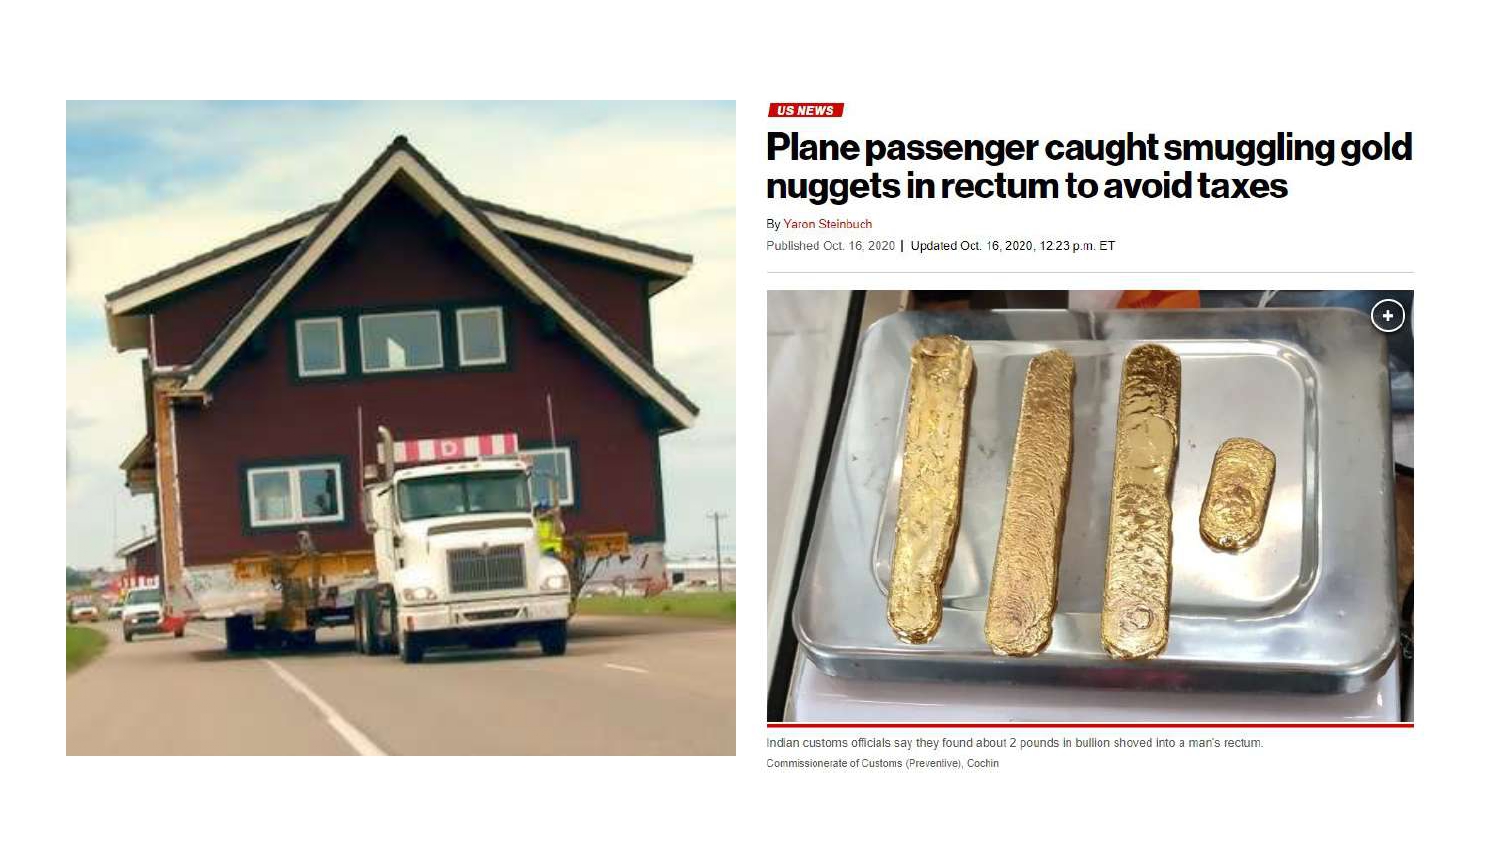 D
US NEWS
Plane passenger caught smuggling gold
nuggets in rectum to avoid taxes
By Yaron Steinbuch
Published Oct. 16, 2020 | Updated Oct. 16, 2020, 12:23 p.m. ET
Indian customs officials say they found about 2 pounds in bullion shoved into a man's rectum.
Commissionerate of Customs (Preventive), Cochin